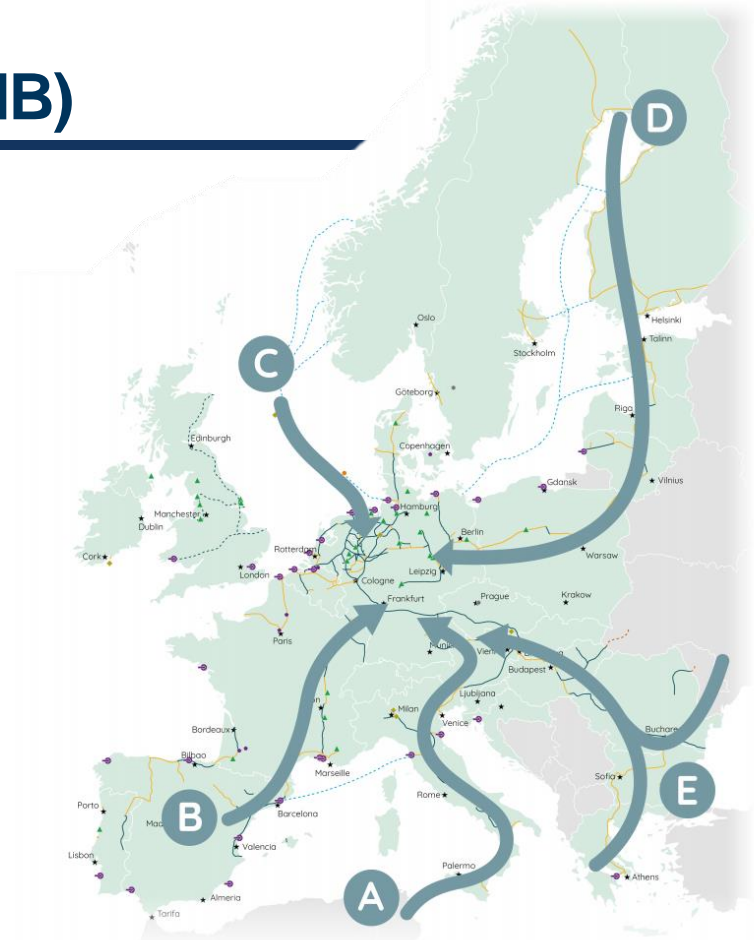 IB)
D
Oslo
Helsinki
Talinn
Stockholm
C
Göteborg
Riga
Edinburgh
Copenhagen
Vilnius
Gdansk
Manchester
Dublin
Hamburg
Berlin
Rotterdam
Warsaw
Cork
London
Leipzig
Cologne
Frankfurt
Prague
Krakow
Paris
Budapest
Ljubljana
Milan
Venice
Bordeaux
Bilbao
Sofia
E
Marseille
Porto
B
Rome
Barcelona
Valencia
Lisbon
Palermo
Athens
A
Almeria
Tarifa